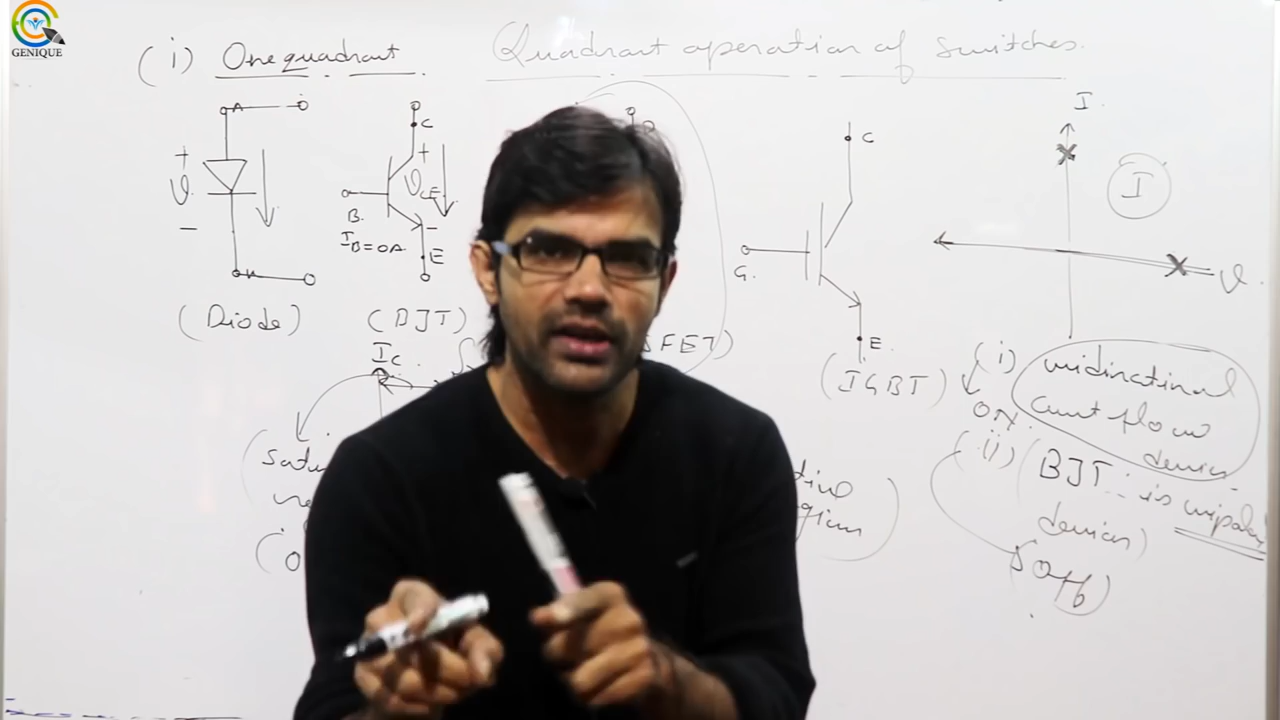 GENIQUE
(i) One quadrant
Quadrant operation of switches.
A
+
V
-
K
(Diode)
C
+
VCE
-
B
IB=0A
E
(BJT)
IC
D
SFET)
C
G.
E
(IGBT)
I
I
V
(i) unidirectional
current flow
device
ON
(ii) (BJT is unipolar
device)
(Off)